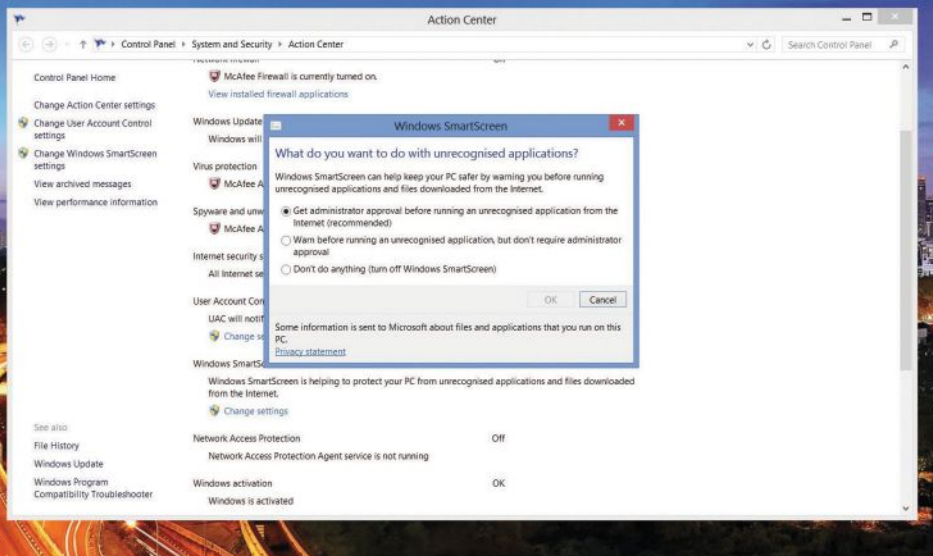 Action Center
Control Panel
System and Security
Action Center
Search Control Panel
Control Panel Home
Change Action Center settings
Change User Account Control
settings
Change Windows SmartScreen
settings
View archived messages
View performance information
See also
File History
Windows Update
Windows Program
Compatibility Troubleshooter
McAfee Firewall is currently turned on.
View installed firewall applications
Windows Update
Windows will
Virus protection
McAfee A
Spyware and unw
McAfee A
Internet security s
All Internet se
User Account Con
UAC will notif
Change se
Windows SmartSc
Windows SmartScreen is helping to protect your PC from unrecognised applications and files downloaded
from the Internet.
Change settings
Network Access Protection Off
Network Access Protection Agent service is not running
Windows activation OK
Windows is activated
Windows SmartScreen
What do you want to do with unrecognised applications?
Windows SmartScreen can help keep your PC safer by warning you before running
unrecognised applications and files downloaded from the Internet.
Get administrator approval before running an unrecognised application from the
Internet (recommended)
Warn before running an unrecognised application, but don't require administrator
approval
Don't do anything (turn off Windows SmartScreen)
OK Cancel
Some information is sent to Microsoft about files and applications that you run on this
PC.
Privacy statement